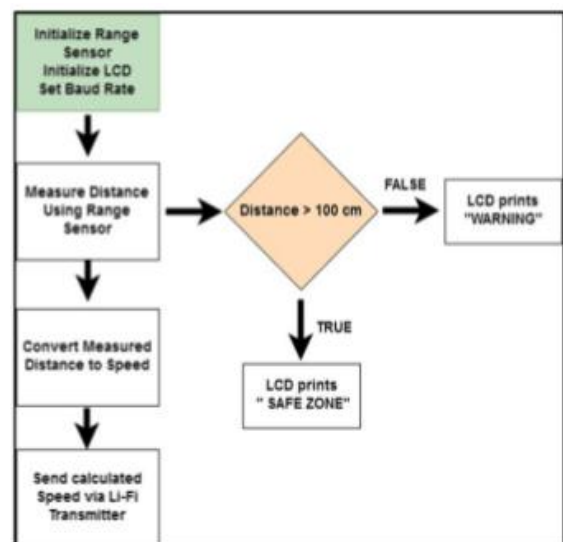 Initialize Range
Sensor
Initialize LCD
Set Baud Rate
Measure Distance
Using Range
Sensor
Distance > 100 cm
FALSE
LCD prints
"WARNING"
TRUE
LCD prints
" SAFE ZONE"
Convert Measured
Distance to Speed
Send calculated
Speed via Li-Fi
Transmitter